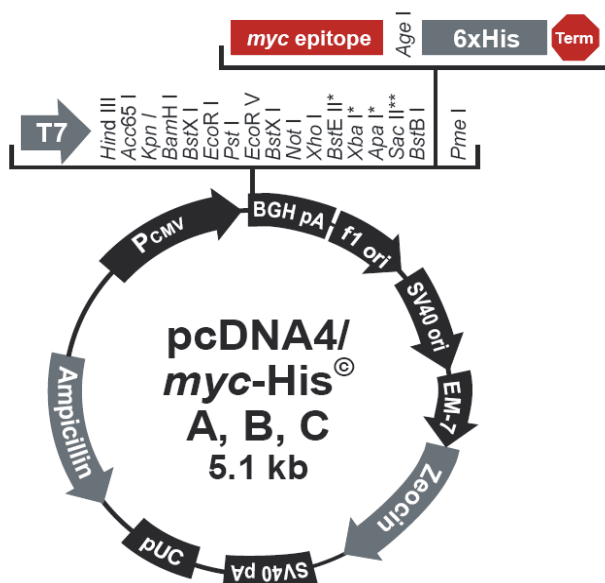 myc epitope
Age I
6xHis
Term
T7
Hind III
Acc65 I
Kpn I
BamH I
BstX I
EcoR I
Pst I
EcoR V
BstX I
Not I
Xho I
BstE II*
Xba I*
Apa I*
Sac II**
BstB I
Pme I
PCMV
BGH pA
f1 ori
SV40 ori
EM-7
Zeocin
SV40 pA
pUC
Ampicillin
pcDNA4/
myc-His©
A, B, C
5.1 kb